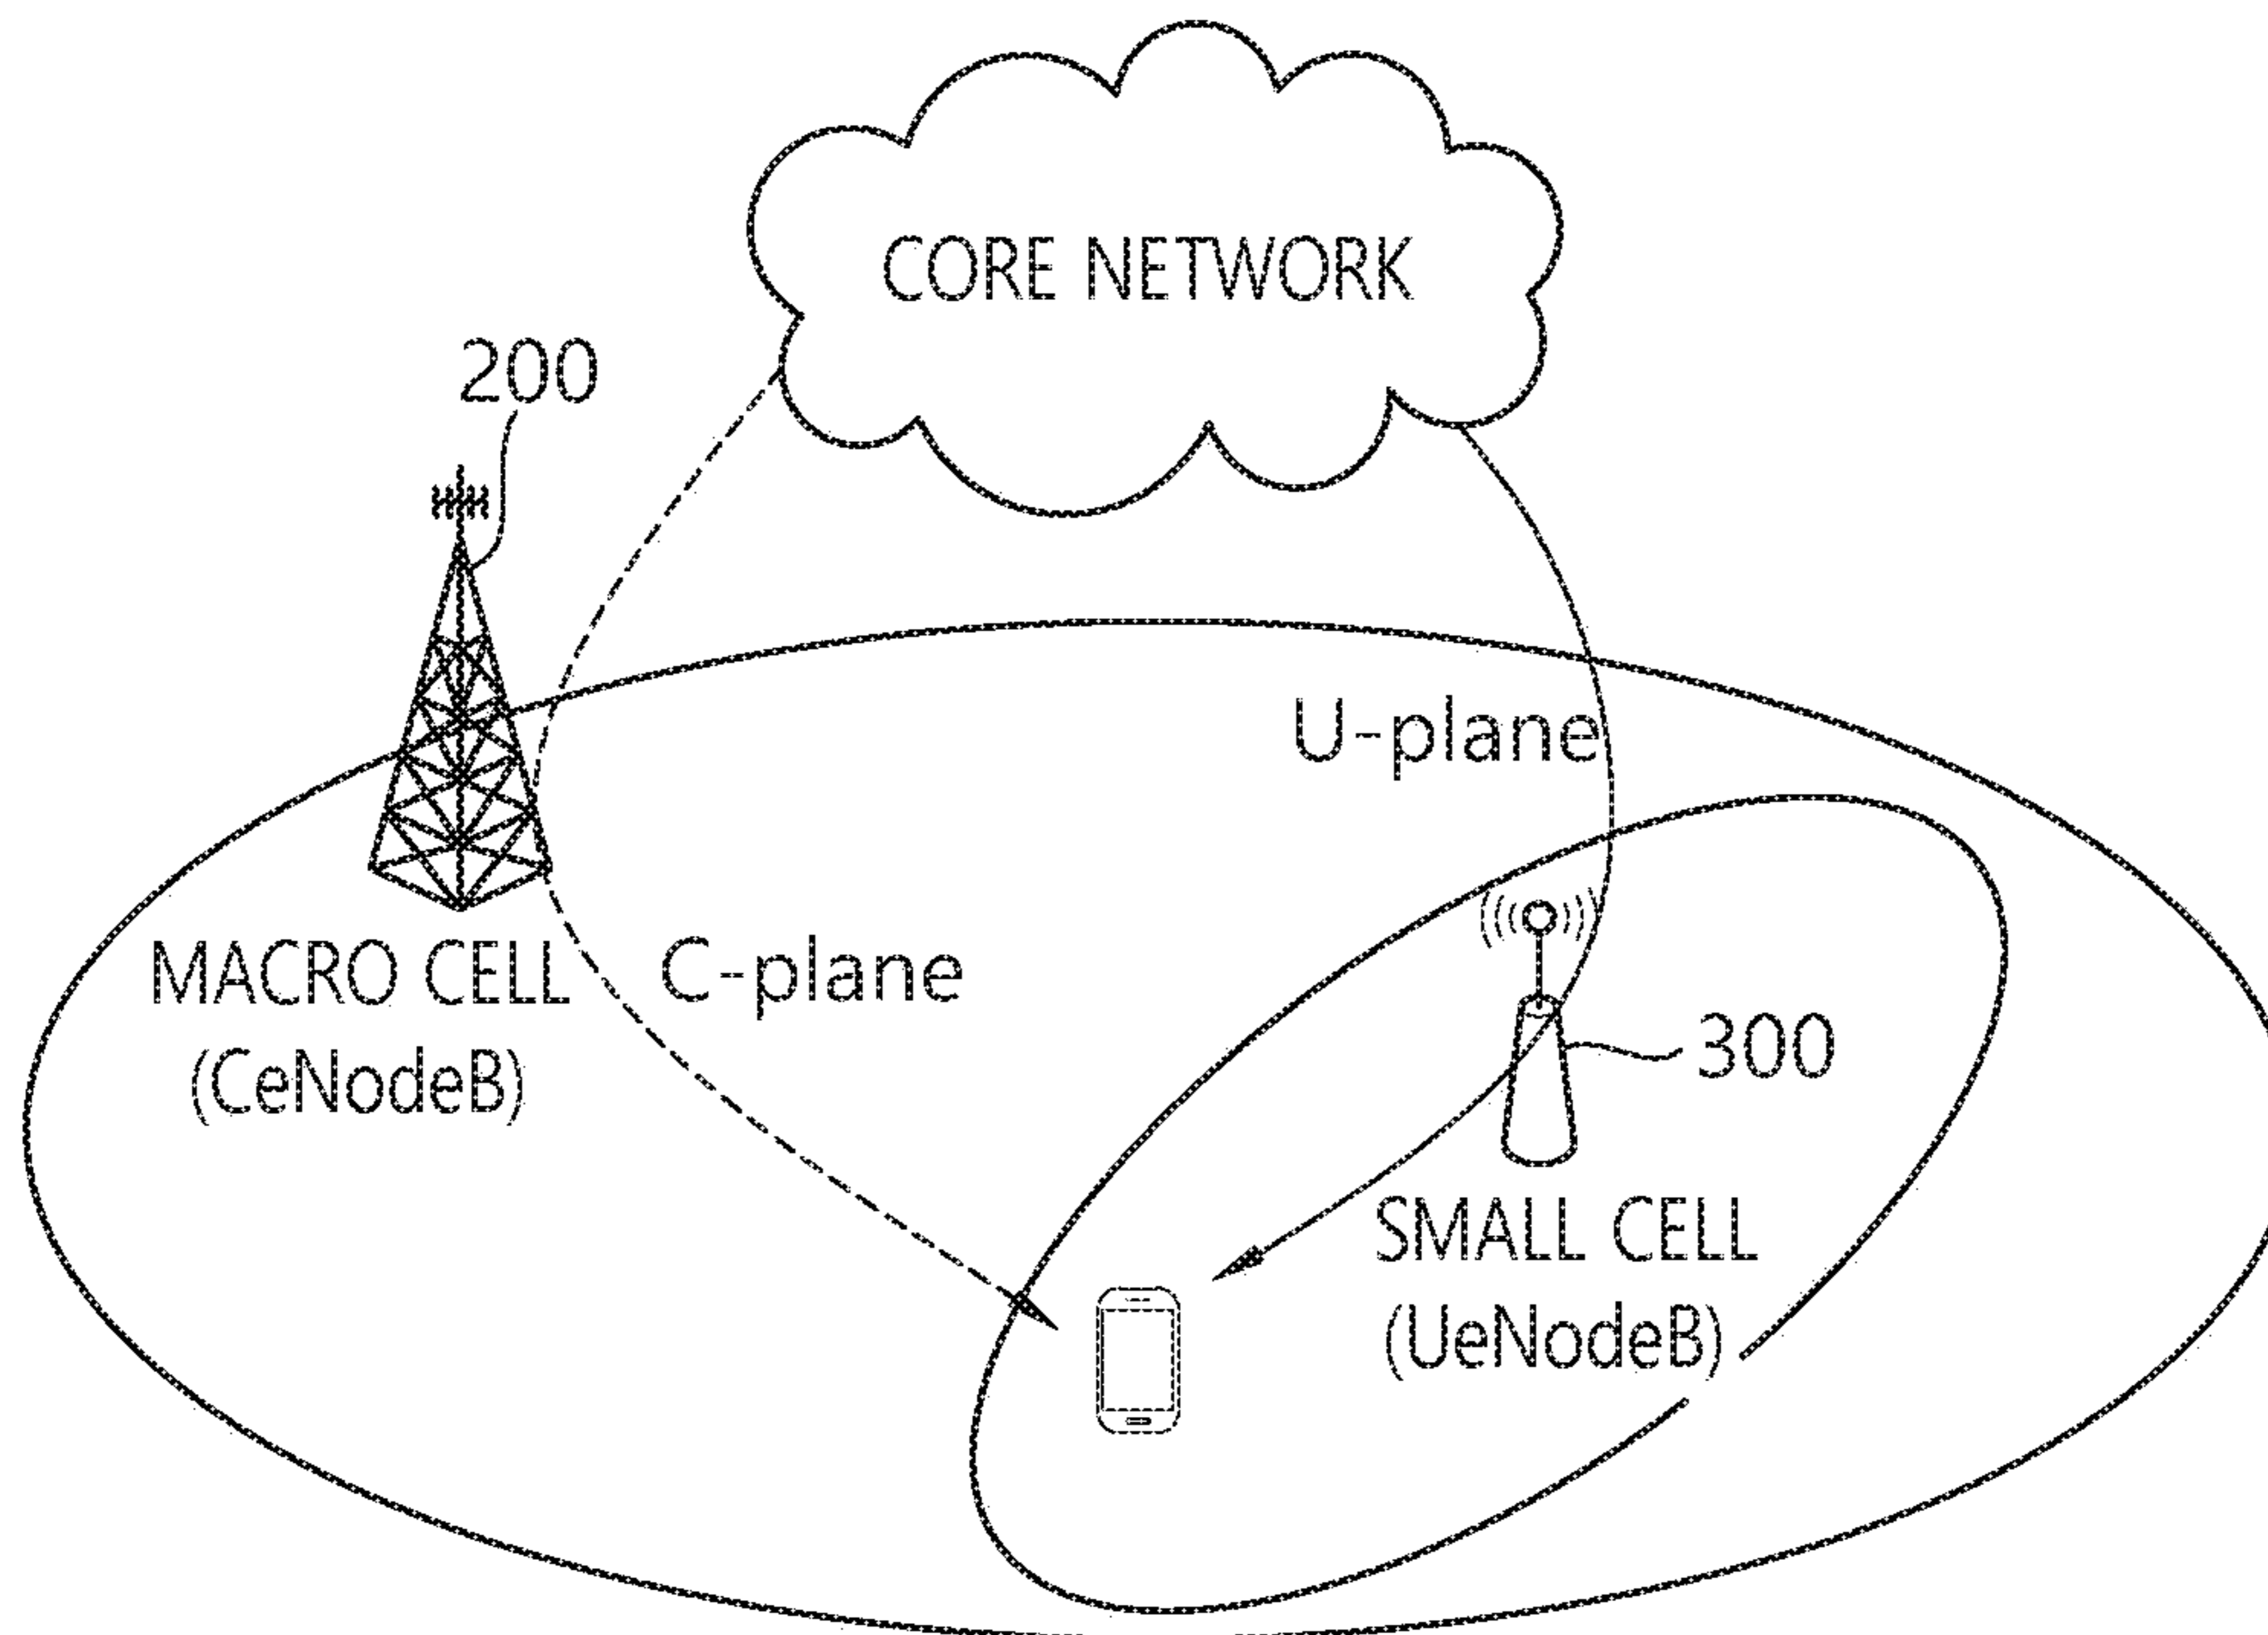 CORE NETWORK
200
U-plane
MACRO CELL
(CeNodeB)
C-plane
300
SMALL CELL
(UeNodeB)